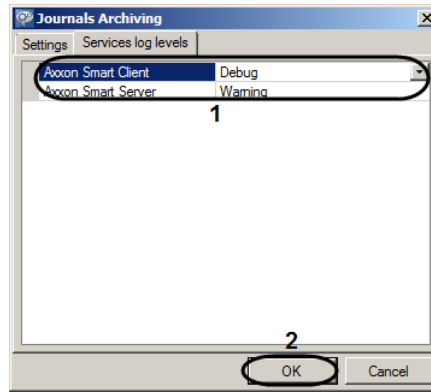 Journals Archiving
Settings Services log levels
Axxon Smart Client Debug
Axxon Smart Server Warning
1
2
OK Cancel